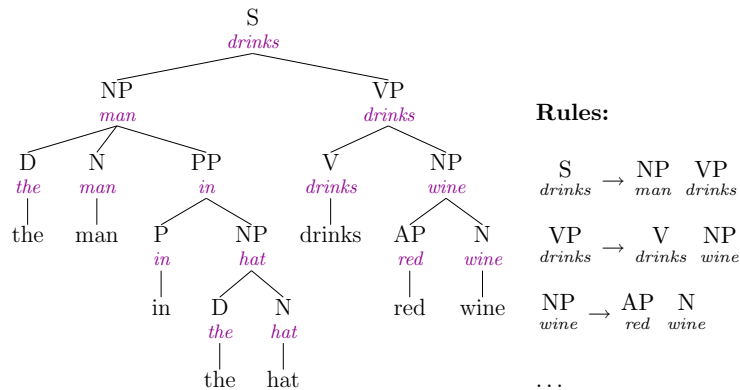 S
drinks
NP VP
man drinks
D N PP V NP
the man in drinks wine
the man P NP drinks AP N
in hat red wine
in D N red wine
the hat
the hat
Rules:
S → NP VP
drinks man drinks
VP → V NP
drinks drinks wine
NP → AP N
wine red wine
...